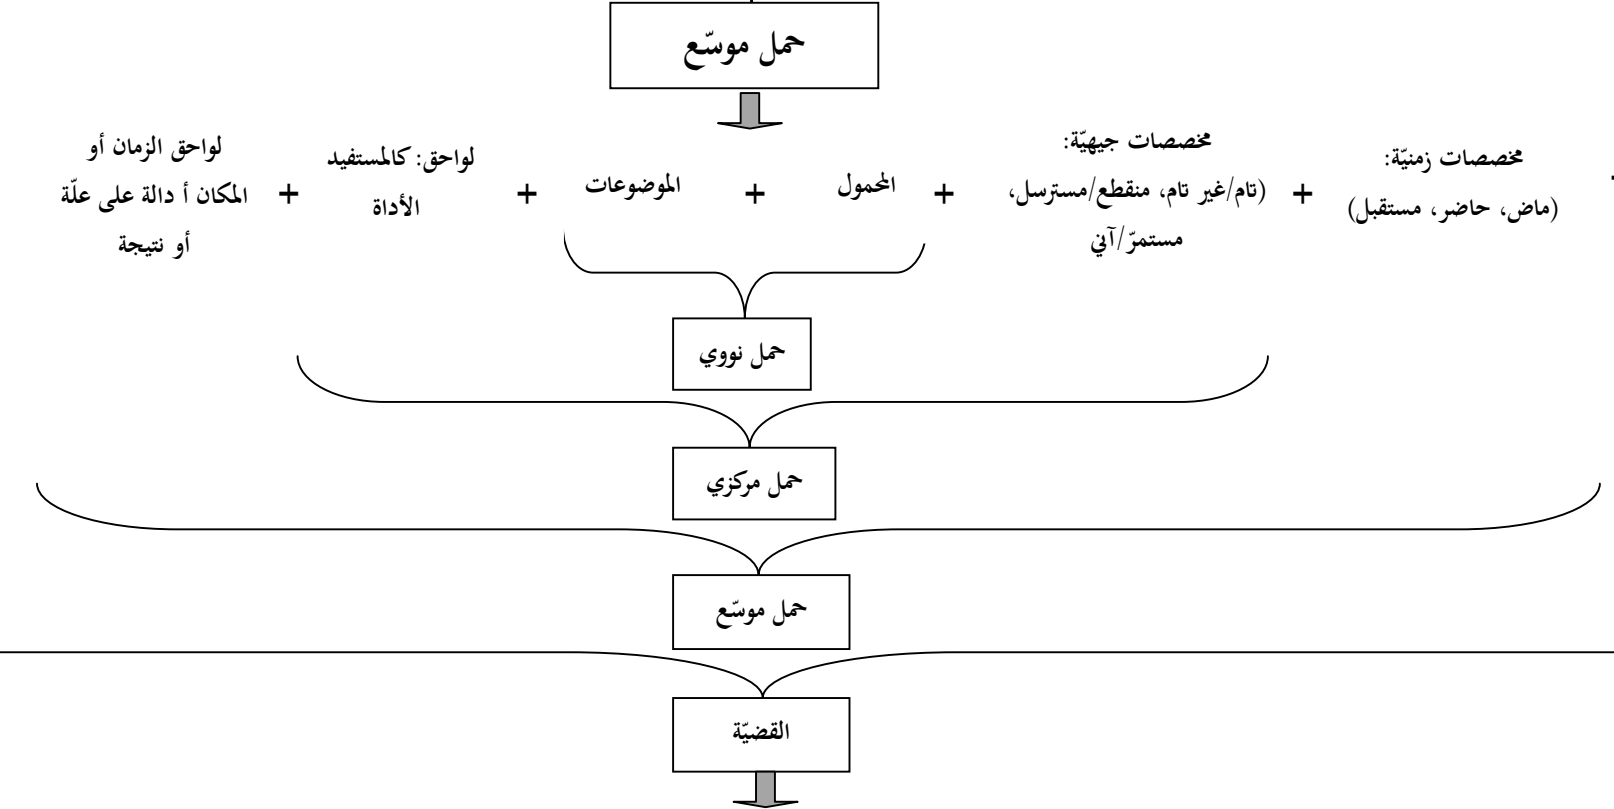 حمل موسّع
+
مخصصات زمنيّة:
(ماض، حاضر، مستقبل)
+
مخصصات جيهيّة:
(تام/غير تام، منقطع/مسترسل،
مستمرّ/آني
+
المحمول
+
الموضوعات
+
لواحق: كالمستفيد
الأداة
+
لواحق الزمان أو
المكان أ دالة على علّة
أو نتيجة
حمل نووي
حمل مركزي
حمل موسّع
القضيّة